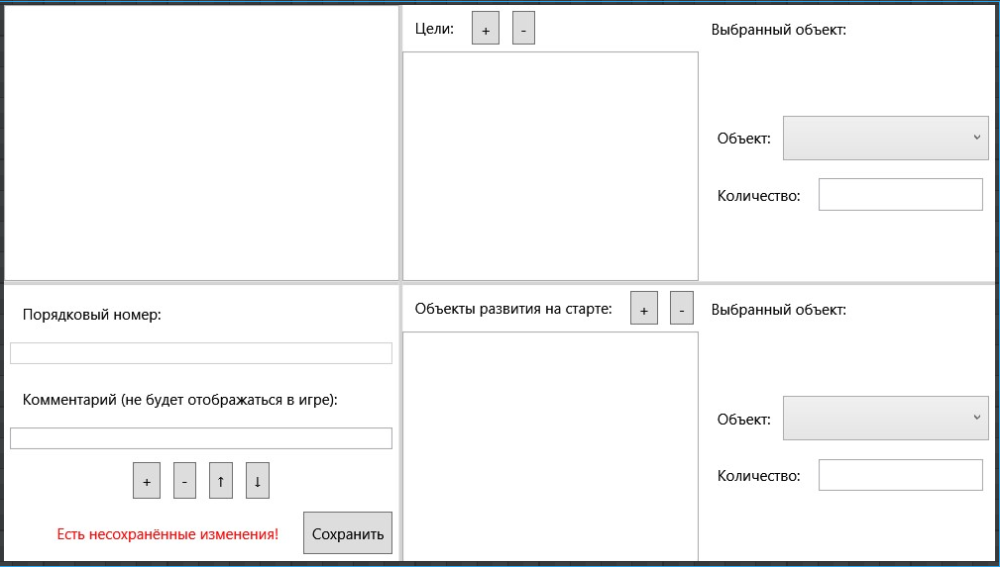 Цели: + -
Выбранный объект:
Объект:
Количество:
Порядковый номер:
Комментарий (не будет отображаться в игре):
+ - ↑ ↓
Есть несохранённые изменения! Сохранить
Объекты развития на старте: + -
Выбранный объект:
Объект:
Количество: